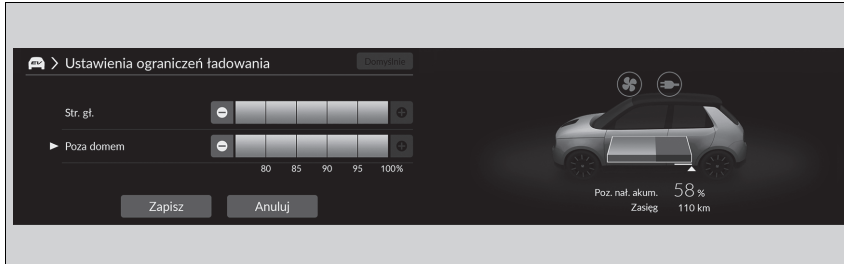 Ustawienia ograniczeń ładowania
Domyślnie
Str. gł.
Poza domem
80 85 90 95 100%
Zapisz Anuluj
Poz. nał. akum. 58 %
Zasięg 110 km